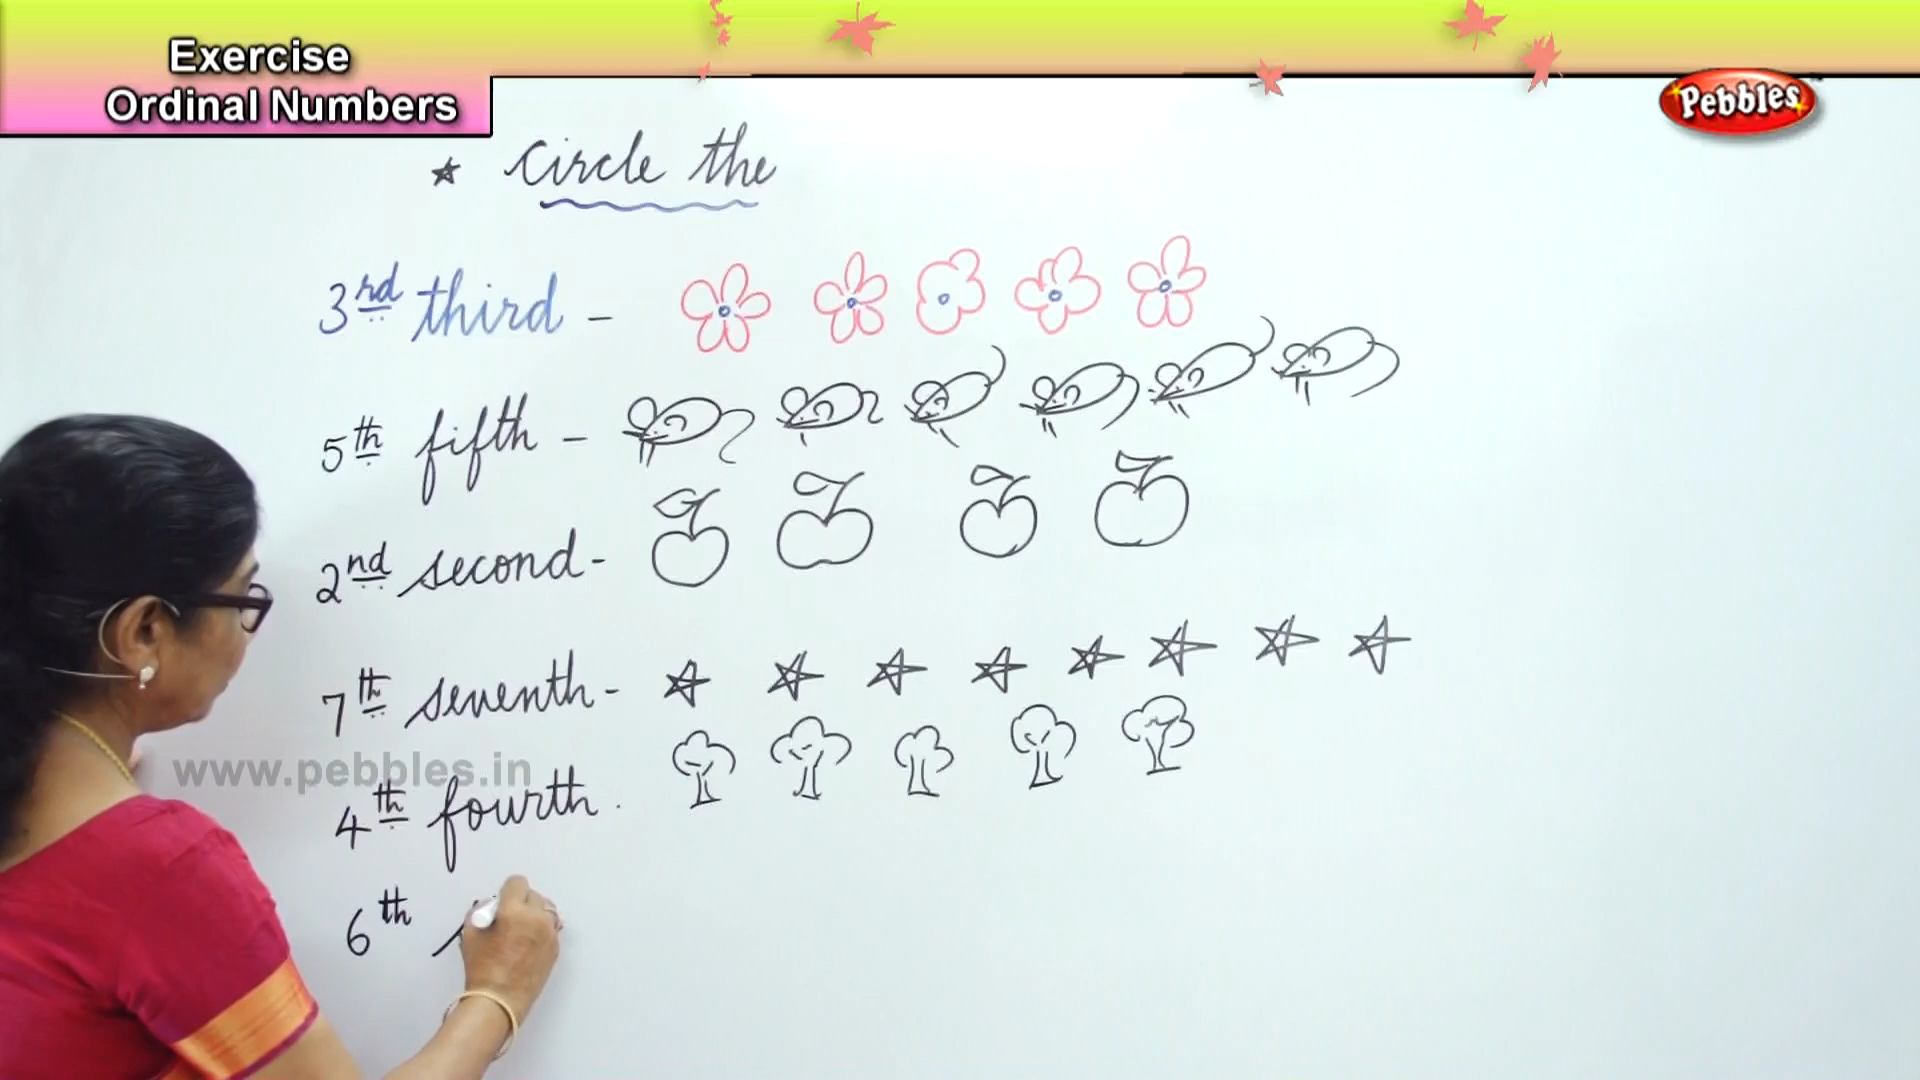 Exercise
Ordinal Numbers
Pebbles
★ Circle the
3rd third -
5th fifth -
2nd second -
7th seventh -
www.pebbles.in
4th fourth .
6th s